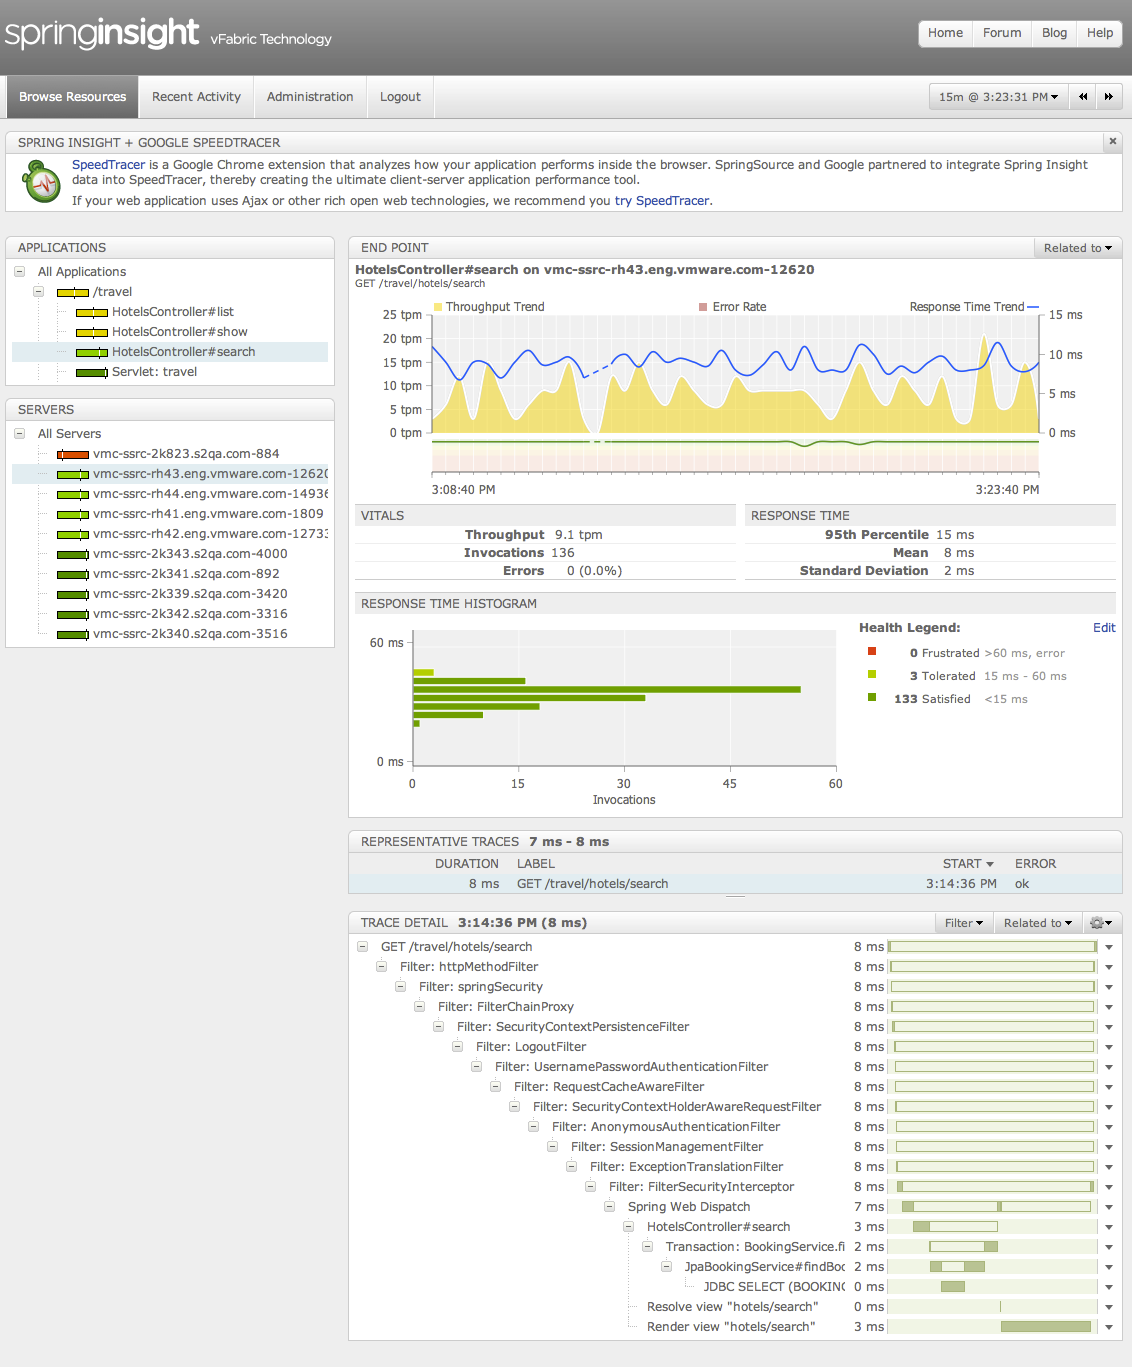 springinsight vFabric Technology
Home Forum Blog Help
Browse Resources Recent Activity Administration Logout 15m @ 3:23:31 PM
SPRING INSIGHT + GOOGLE SPEEDTRACER
SpeedTracer is a Google Chrome extension that analyzes how your application performs inside the browser. SpringSource and Google partnered to integrate Spring Insight
data into SpeedTracer, thereby creating the ultimate client-server application performance tool.
If your web application uses Ajax or other rich open web technologies, we recommend you try SpeedTracer.
APPLICATIONS
All Applications
/travel
HotelsController#list
HotelsController#show
HotelsController#search
Servlet: travel
SERVERS
All Servers
vmc-ssrc-2k823.s2qa.com-884
vmc-ssrc-rh43.eng.vmware.com-12620
vmc-ssrc-rh44.eng.vmware.com-14936
vmc-ssrc-rh41.eng.vmware.com-1809
vmc-ssrc-rh42.eng.vmware.com-12733
vmc-ssrc-2k343.s2qa.com-4000
vmc-ssrc-2k341.s2qa.com-892
vmc-ssrc-2k339.s2qa.com-3420
vmc-ssrc-2k342.s2qa.com-3316
vmc-ssrc-2k340.s2qa.com-3516
END POINT Related to
HotelsController#search on vmc-ssrc-rh43.eng.vmware.com-12620
GET /travel/hotels/search
Throughput Trend Error Rate Response Time Trend
25 tpm 15 ms
20 tpm
15 tpm 10 ms
10 tpm 5 ms
5 tpm
0 tpm 0 ms
3:08:40 PM 3:23:40 PM
VITALS
Throughput 9.1 tpm
Invocations 136
Errors 0 (0.0%)
RESPONSE TIME
95th Percentile 15 ms
Mean 8 ms
Standard Deviation 2 ms
RESPONSE TIME HISTOGRAM
60 ms
0 ms
0 15 30 45 60
Invocations
Health Legend: Edit
0 Frustrated >60 ms, error
3 Tolerated 15 ms - 60 ms
133 Satisfied <15 ms
REPRESENTATIVE TRACES 7 ms - 8 ms
DURATION LABEL START ERROR
8 ms GET /travel/hotels/search 3:14:36 PM ok
TRACE DETAIL 3:14:36 PM (8 ms) Filter Related to
GET /travel/hotels/search 8 ms
Filter: httpMethodFilter 8 ms
Filter: springSecurity 8 ms
Filter: FilterChainProxy 8 ms
Filter: SecurityContextPersistenceFilter 8 ms
Filter: LogoutFilter 8 ms
Filter: UsernamePasswordAuthenticationFilter 8 ms
Filter: RequestCacheAwareFilter 8 ms
Filter: SecurityContextHolderAwareRequestFilter 8 ms
Filter: AnonymousAuthenticationFilter 8 ms
Filter: SessionManagementFilter 8 ms
Filter: ExceptionTranslationFilter 8 ms
Filter: FilterSecurityInterceptor 8 ms
Spring Web Dispatch 7 ms
HotelsController#search 3 ms
Transaction: BookingService.fi 2 ms
JpaBookingService#findBoo 2 ms
JDBC SELECT (BOOKING 0 ms
Resolve view "hotels/search" 0 ms
Render view "hotels/search" 3 ms